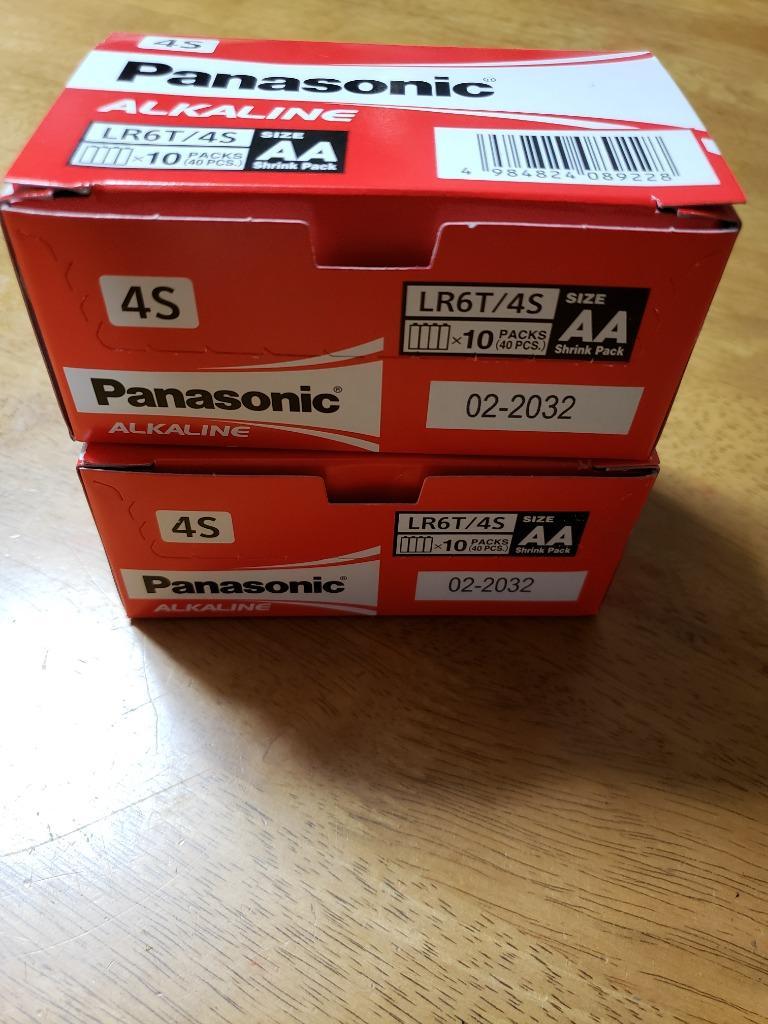 4S
Panasonic
ALKALINE
LR6T/4S SIZE AA Shrink Pack
×10 PACKS (40 PCS.)
4 984824 089228
4S
LR6T/4S SIZE AA Shrink Pack
×10 PACKS (40 PCS.)
Panasonic®
ALKALINE
02-2032
4S
LR6T/4S SIZE AA Shrink Pack
×10 PACKS (40 PCS.)
Panasonic®
ALKALINE
02-2032